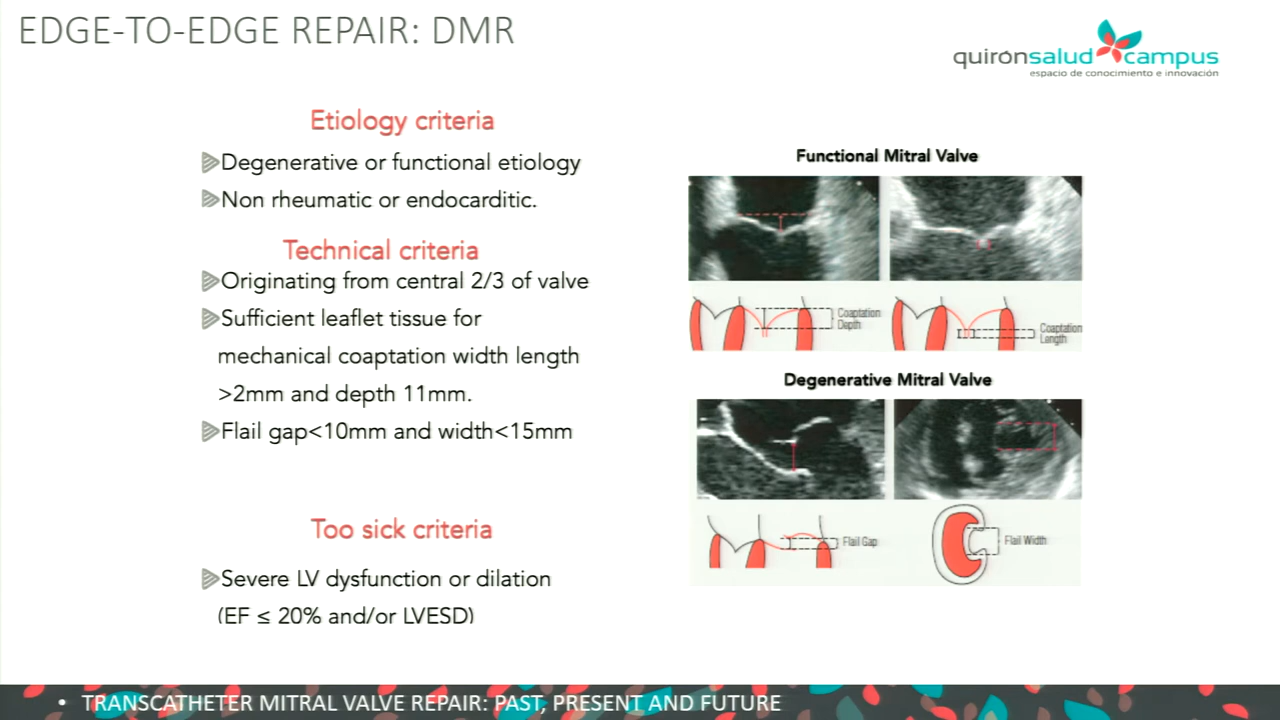 EDGE-TO-EDGE REPAIR: DMR
quirónsalud campus
espacio de conocimiento e innovación
Etiology criteria
Degenerative or functional etiology
Non rheumatic or endocarditic.
Technical criteria
Originating from central 2/3 of valve
Sufficient leaflet tissue for
mechanical coaptation width length
>2mm and depth 11mm.
Flail gap<10mm and width<15mm
Too sick criteria
Severe LV dysfunction or dilation
(EF ≤ 20% and/or LVESD)
Functional Mitral Valve
Coaptation
Depth
Coaptation
Length
Degenerative Mitral Valve
Flail Gap
Flail Width
• TRANSCATHETER MITRAL VALVE REPAIR: PAST, PRESENT AND FUTURE